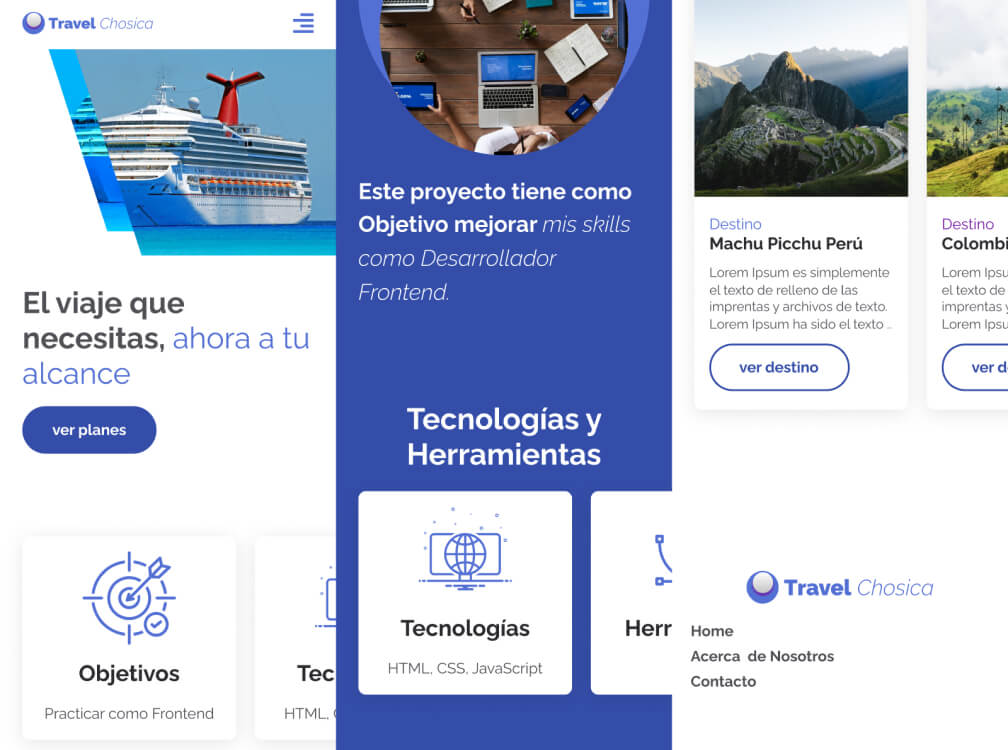 Travel Chosica
El viaje que
necesitas, ahora a tu
alcance
ver planes
Objetivos
Practicar como Frontend
Tec
HTML,
Este proyecto tiene como
Objetivo mejorar mis skills
como Desarrollador
Frontend.
Tecnologías y
Herramientas
Tecnologías
HTML, CSS, JavaScript
Herr
Destino
Machu Picchu Perú
Lorem Ipsum es simplemente
el texto de relleno de las
imprentas y archivos de texto.
Lorem Ipsum ha sido el texto ...
ver destino
Destino
Colombi
Lorem Ipsu
el texto de
imprentas y
Lorem Ipsu
ver d
Travel Chosica
Home
Acerca de Nosotros
Contacto